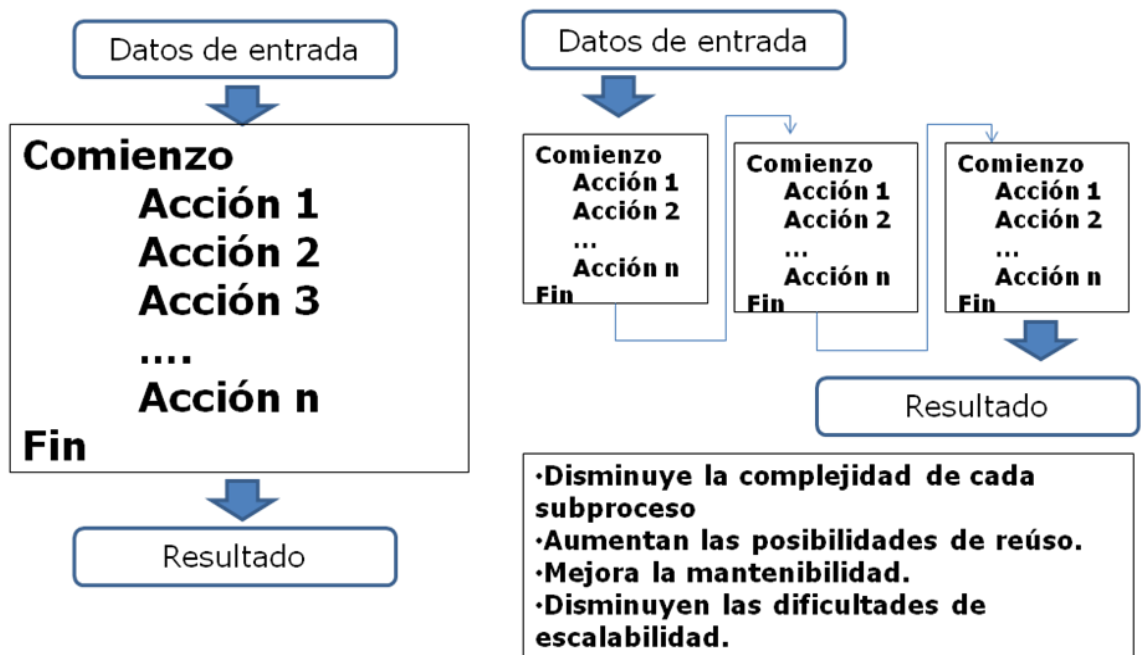 Datos de entrada
Comienzo
Acción 1
Acción 2
Acción 3
....
Acción n
Fin
Resultado
Datos de entrada
Comienzo
Acción 1
Acción 2
...
Acción n
Fin
Comienzo
Acción 1
Acción 2
...
Acción n
Fin
Comienzo
Acción 1
Acción 2
...
Acción n
Fin
Resultado
·Disminuye la complejidad de cada
subproceso
·Aumentan las posibilidades de reúso.
·Mejora la mantenibilidad.
·Disminuyen las dificultades de
escalabilidad.